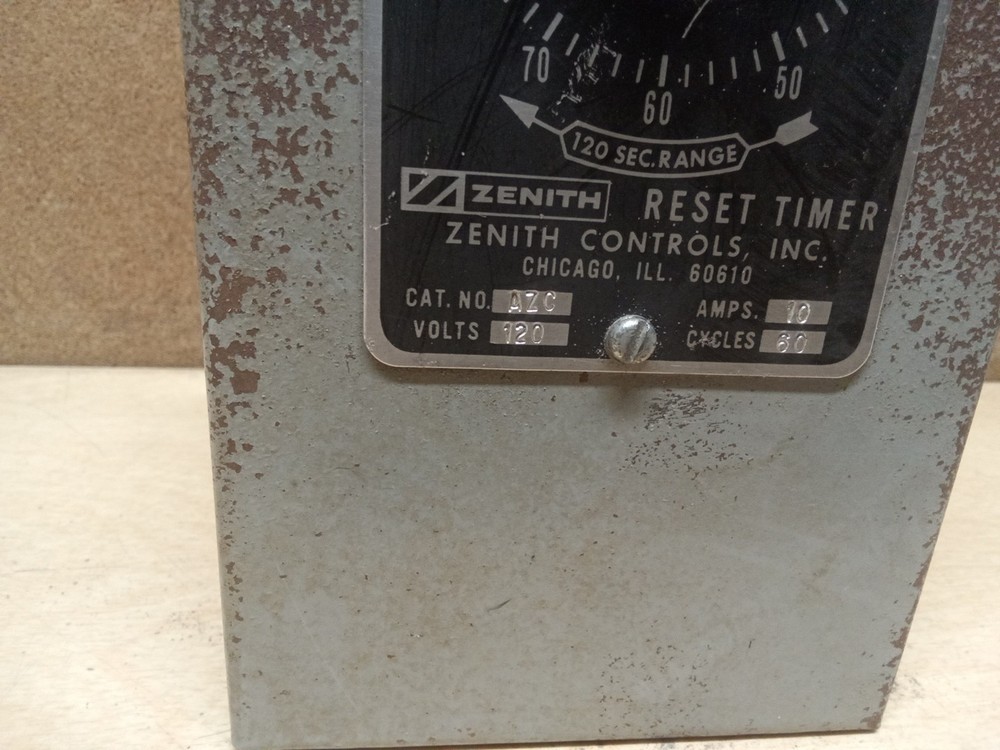 70
60
50
120 SEC. RANGE
ZENITH RESET TIMER
ZENITH CONTROLS, INC.
CHICAGO, ILL. 60610
CAT. NO. AZC AMPS. 10
VOLTS 120 CYCLES 60